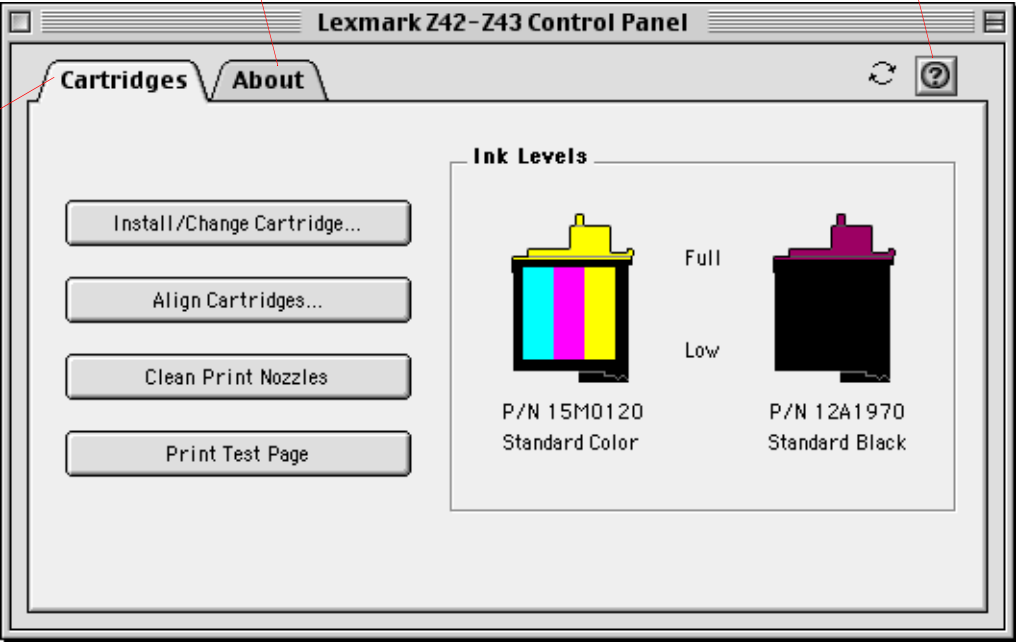 Lexmark Z42-Z43 Control Panel
Cartridges
About
?
Install/Change Cartridge...
Align Cartridges...
Clean Print Nozzles
Print Test Page
Ink Levels
Full
Low
P/N 15M0120
Standard Color
P/N 12A1970
Standard Black